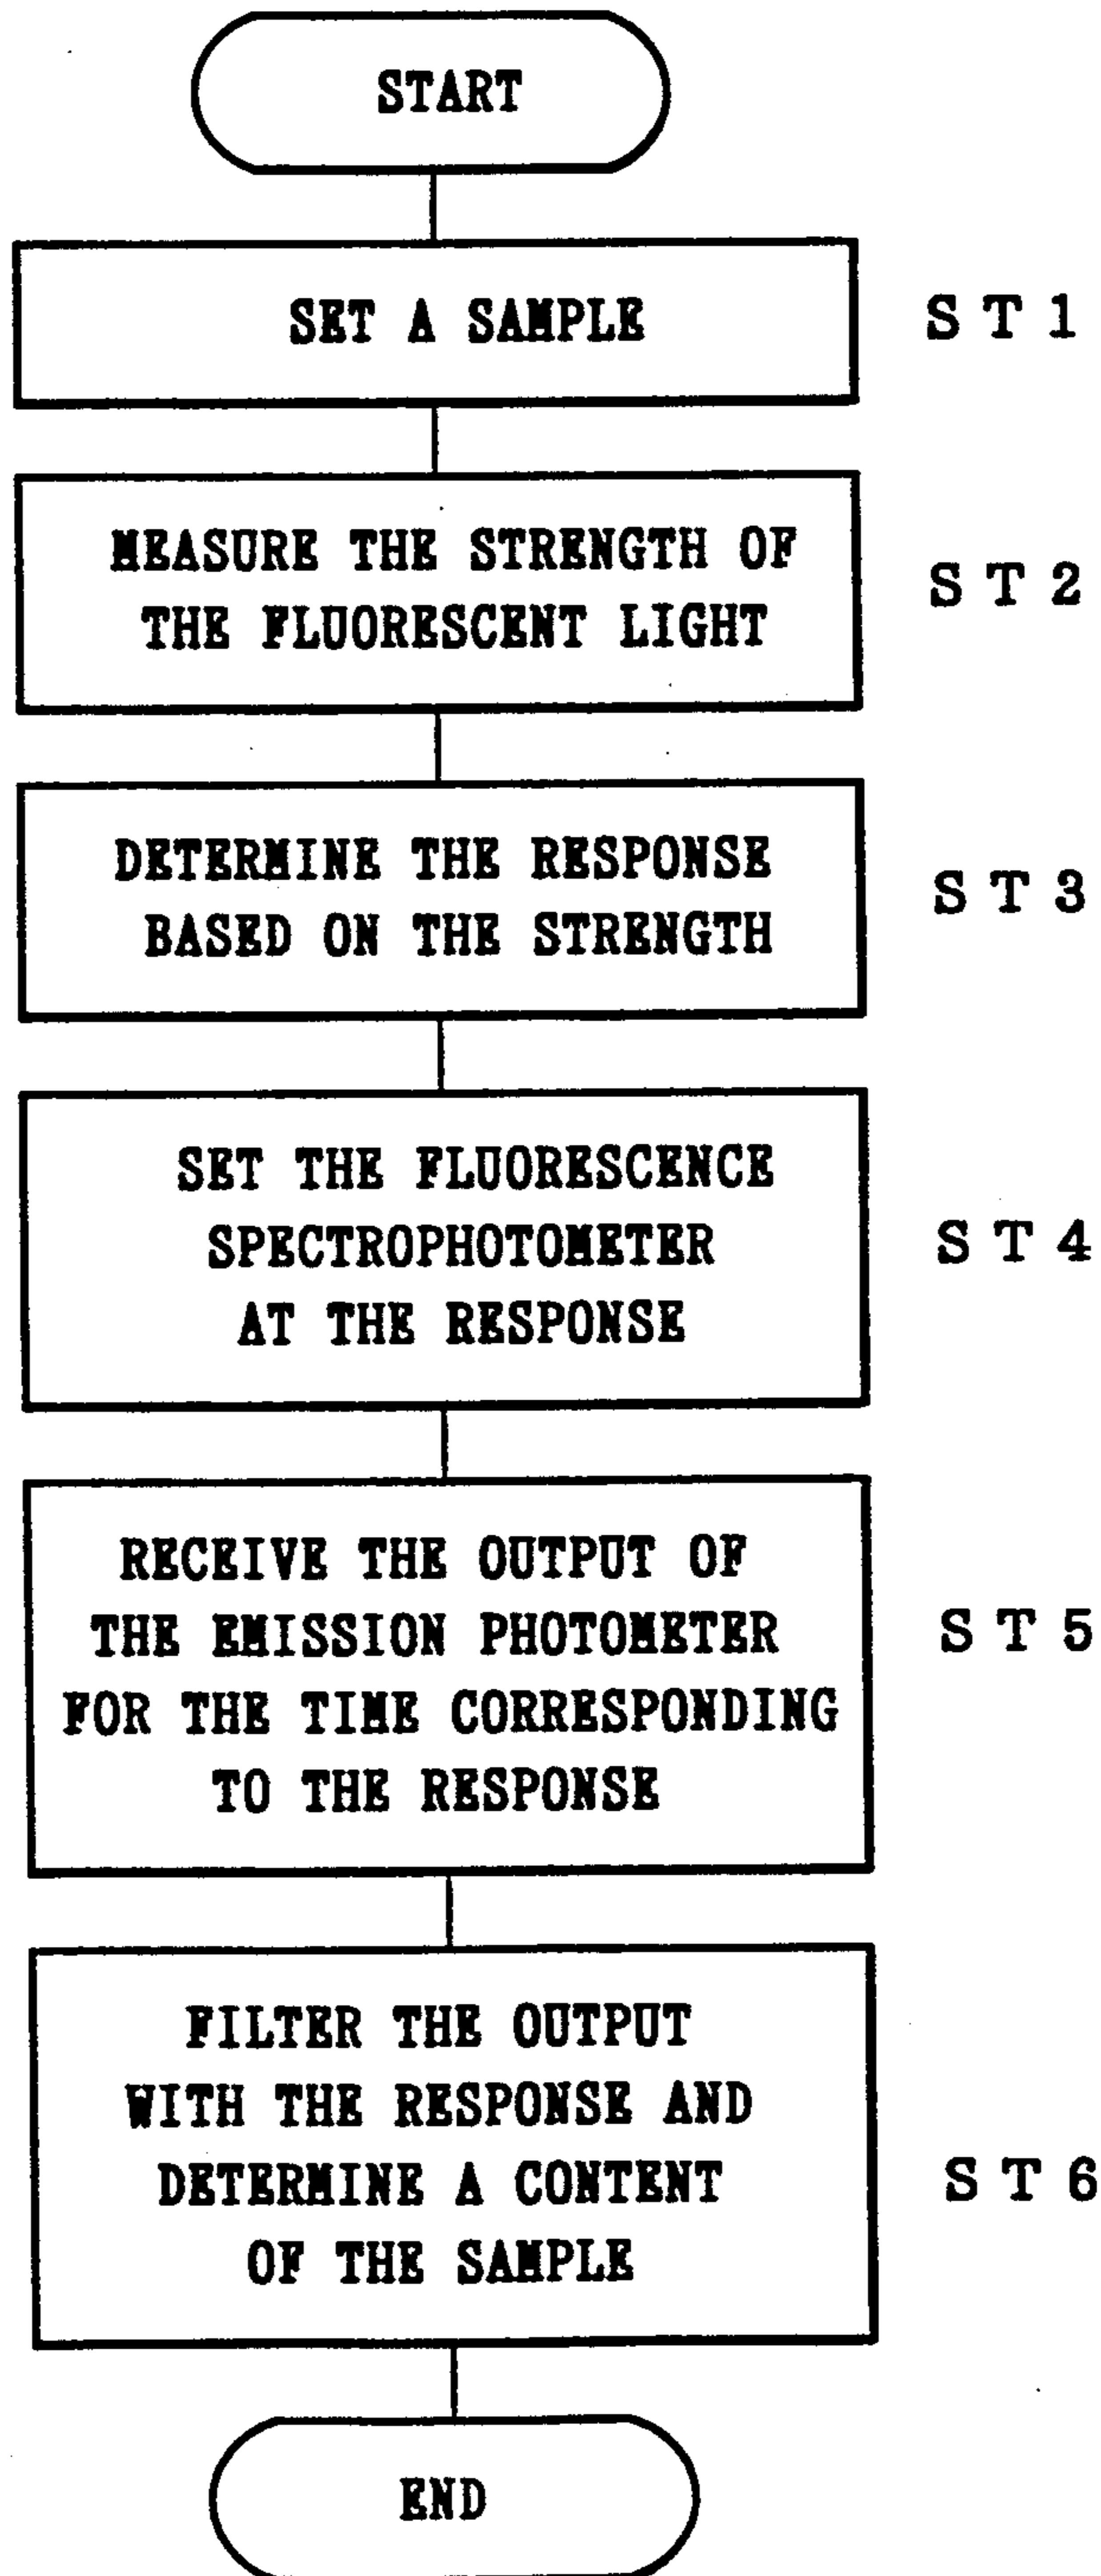 START
SET A SAMPLE
ST1
MEASURE THE STRENGTH OF
THE FLUORESCENT LIGHT
ST2
DETERMINE THE RESPONSE
BASED ON THE STRENGTH
ST3
SET THE FLUORESCENCE
SPECTROPHOTOMETER
AT THE RESPONSE
ST4
RECEIVE THE OUTPUT OF
THE EMISSION PHOTOMETER
FOR THE TIME CORRESPONDING
TO THE RESPONSE
ST5
FILTER THE OUTPUT
WITH THE RESPONSE AND
DETERMINE A CONTENT
OF THE SAMPLE
ST6
END